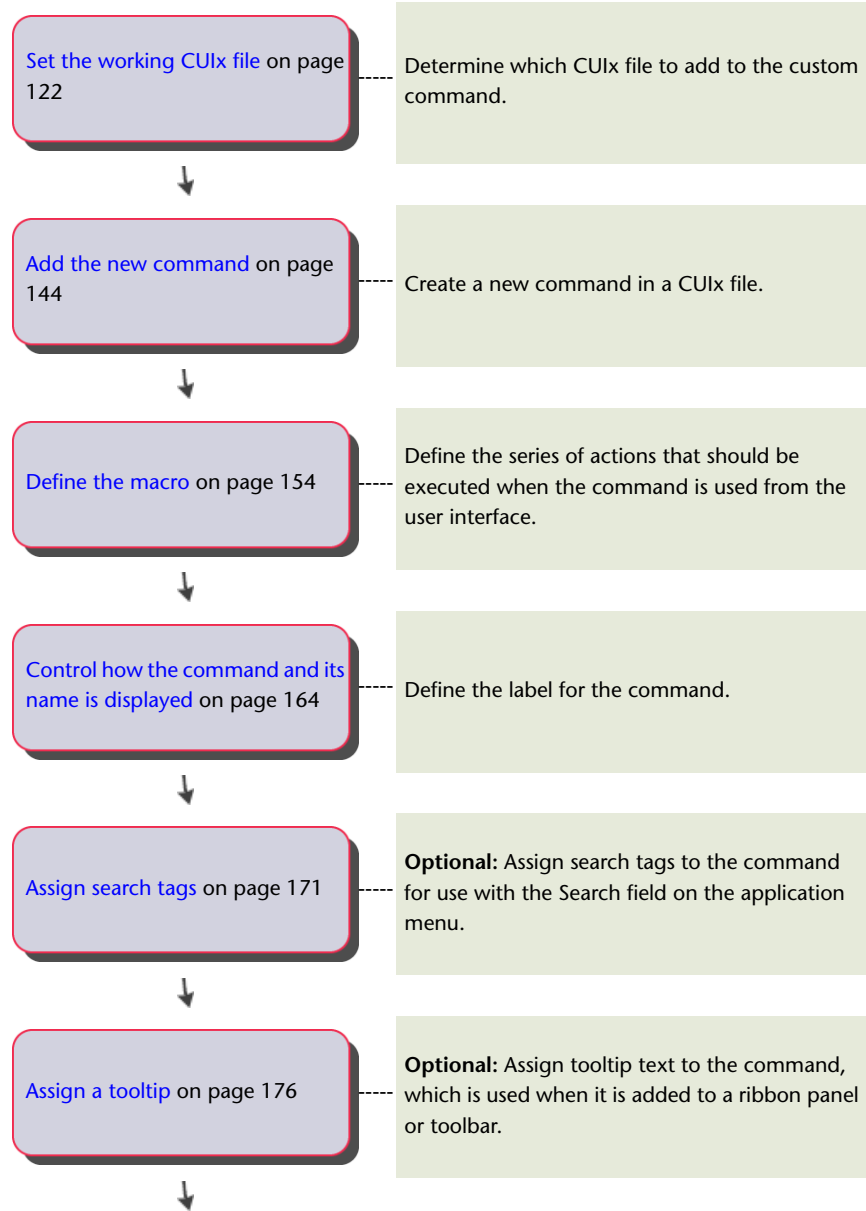 Set the working CUIx file on page
122
Determine which CUIx file to add to the custom
command.
Add the new command on page
144
Create a new command in a CUIx file.
Define the macro on page 154
Define the series of actions that should be
executed when the command is used from the
user interface.
Control how the command and its
name is displayed on page 164
Define the label for the command.
Assign search tags on page 171
Optional: Assign search tags to the command
for use with the Search field on the application
menu.
Assign a tooltip on page 176
Optional: Assign tooltip text to the command,
which is used when it is added to a ribbon panel
or toolbar.